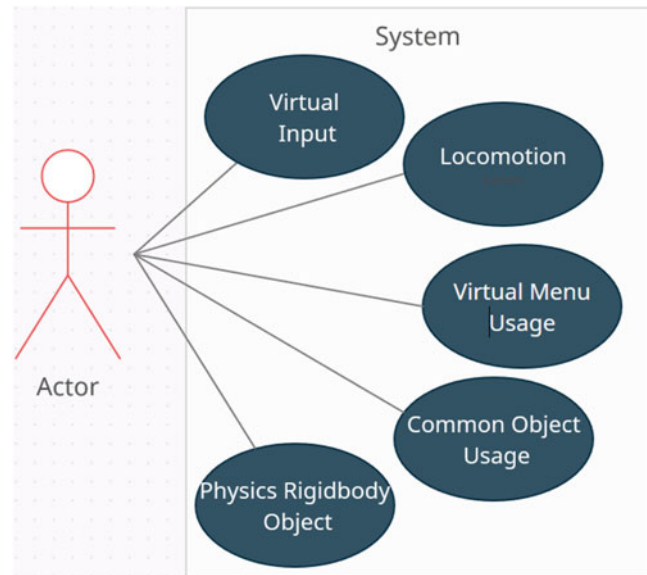 System
Virtual
Input
Locomotion
Virtual Menu
Usage
Actor
Common Object
Usage
Physics Rigidbody
Object